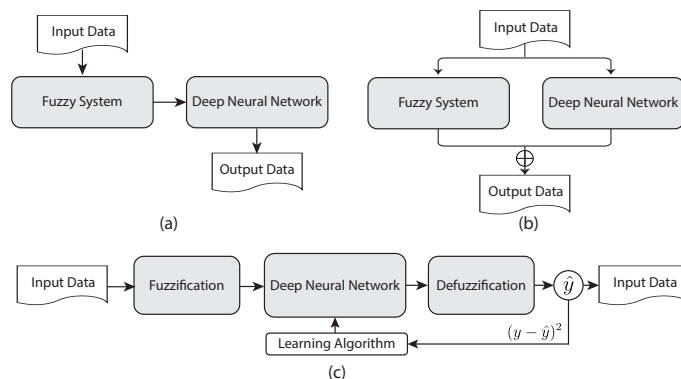 Input Data
Fuzzy System
Deep Neural Network
Output Data
(a)
Input Data
Fuzzy System
Deep Neural Network
Output Data
(b)
Input Data
Fuzzification
Deep Neural Network
Defuzzification
ŷ
Input Data
Learning Algorithm
(y − ŷ)²
(c)